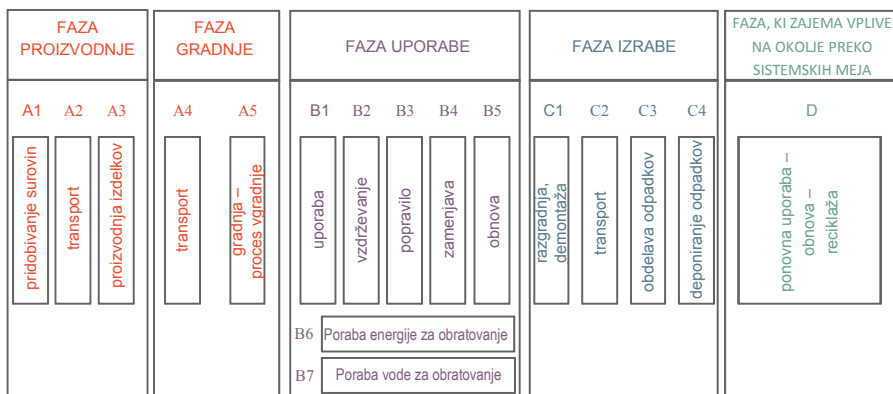 FAZA
PROIZVODNJE
FAZA
GRADNJE
FAZA UPORABE
FAZA IZRABE
FAZA, KI ZAJEMA VPLIVE
NA OKOLJE PREKO
SISTEMSKIH MEJA
A1 A2 A3
A4 A5
B1 B2 B3 B4 B5
C1 C2 C3 C4
D
pridobivanje surovin
transport
proizvodnja izdelkov
transport
gradnja –
proces vgradnje
uporaba
vzdrževanje
popravilo
zamenjava
obnova
razgradnja,
demontaža
transport
obdelava odpadkov
deponiranje odpadkov
ponovna uporaba –
obnova –
reciklaža
B6 Poraba energije za obratovanje
B7 Poraba vode za obratovanje